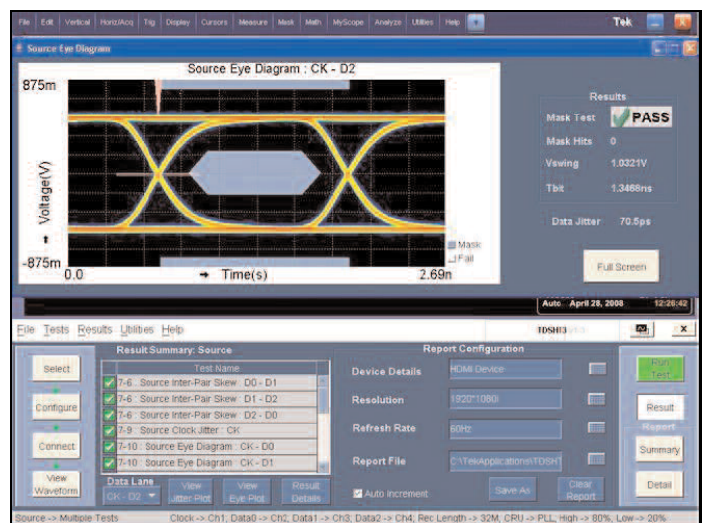 File Edit Vertical Horiz/Acq Trig Display Cursors Measure Mask Math MyScope Analyze Utilities Help Tek
Source Eye Diagram
Source Eye Diagram : CK - D2
875m
Voltage(V)
-875m
0.0
Time(s)
2.69n
Mask
Fail
Results
Mask Test PASS
Mask Hits 0
Vswing 1.0321V
Tbit 1.3468ns
Data Jitter 70.5ps
Full Screen
Auto April 28, 2008 12:26:42
File Tests Results Utilities Help TDSHT3 x
Select
Configure
Connect
View
Waveform
Result Summary: Source
Test Name
7-6 : Source Inter-Pair Skew : D0 - D1
7-6 : Source Inter-Pair Skew : D1 - D2
7-6 : Source Inter-Pair Skew : D2 - D0
7-9 : Source Clock Jitter : CK
7-10 : Source Eye Diagram : CK - D0
7-10 : Source Eye Diagram : CK - D1
Data Lane
CK - D2
View
Jitter Plot
View
Eye Plot
Result
Details
Report Configuration
Device Details HDMI Device
Resolution 1920*1080i
Refresh Rate 60Hz
Report File C:\TekApplications\TDSHT
Auto Increment
Save As
Clear
Report
Run
Test
Result
Report
Summary
Detail
Source -> Multiple Tests Clock -> Ch1, Data0 -> Ch2, Data1 -> Ch3, Data2 -> Ch4, Rec Length -> 32M, CRU -> PLL, High -> 80%, Low -> 20%